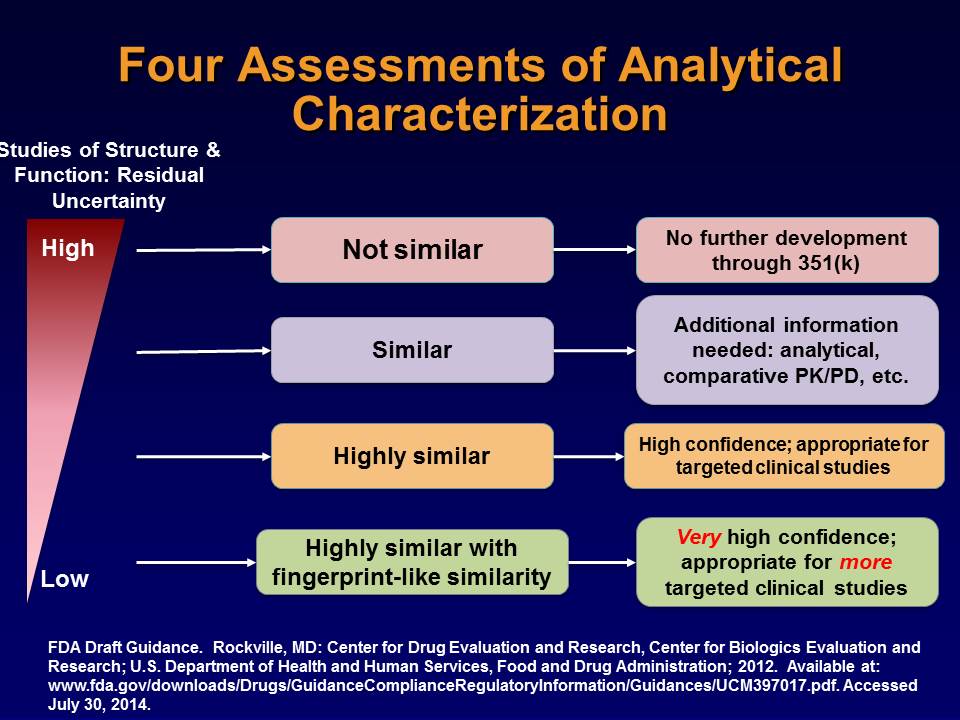 Four Assessments of Analytical
Characterization
Studies of Structure &
Function: Residual
Uncertainty
High
Not similar
No further development
through 351(k)
Similar
Additional information
needed: analytical,
comparative PK/PD, etc.
Highly similar
High confidence; appropriate for
targeted clinical studies
Low
Highly similar with
fingerprint-like similarity
Very high confidence;
appropriate for more
targeted clinical studies
FDA Draft Guidance.  Rockville, MD: Center for Drug Evaluation and Research, Center for Biologics Evaluation and
Research; U.S. Department of Health and Human Services, Food and Drug Administration; 2012.  Available at:
www.fda.gov/downloads/Drugs/GuidanceComplianceRegulatoryInformation/Guidances/UCM397017.pdf. Accessed
July 30, 2014.